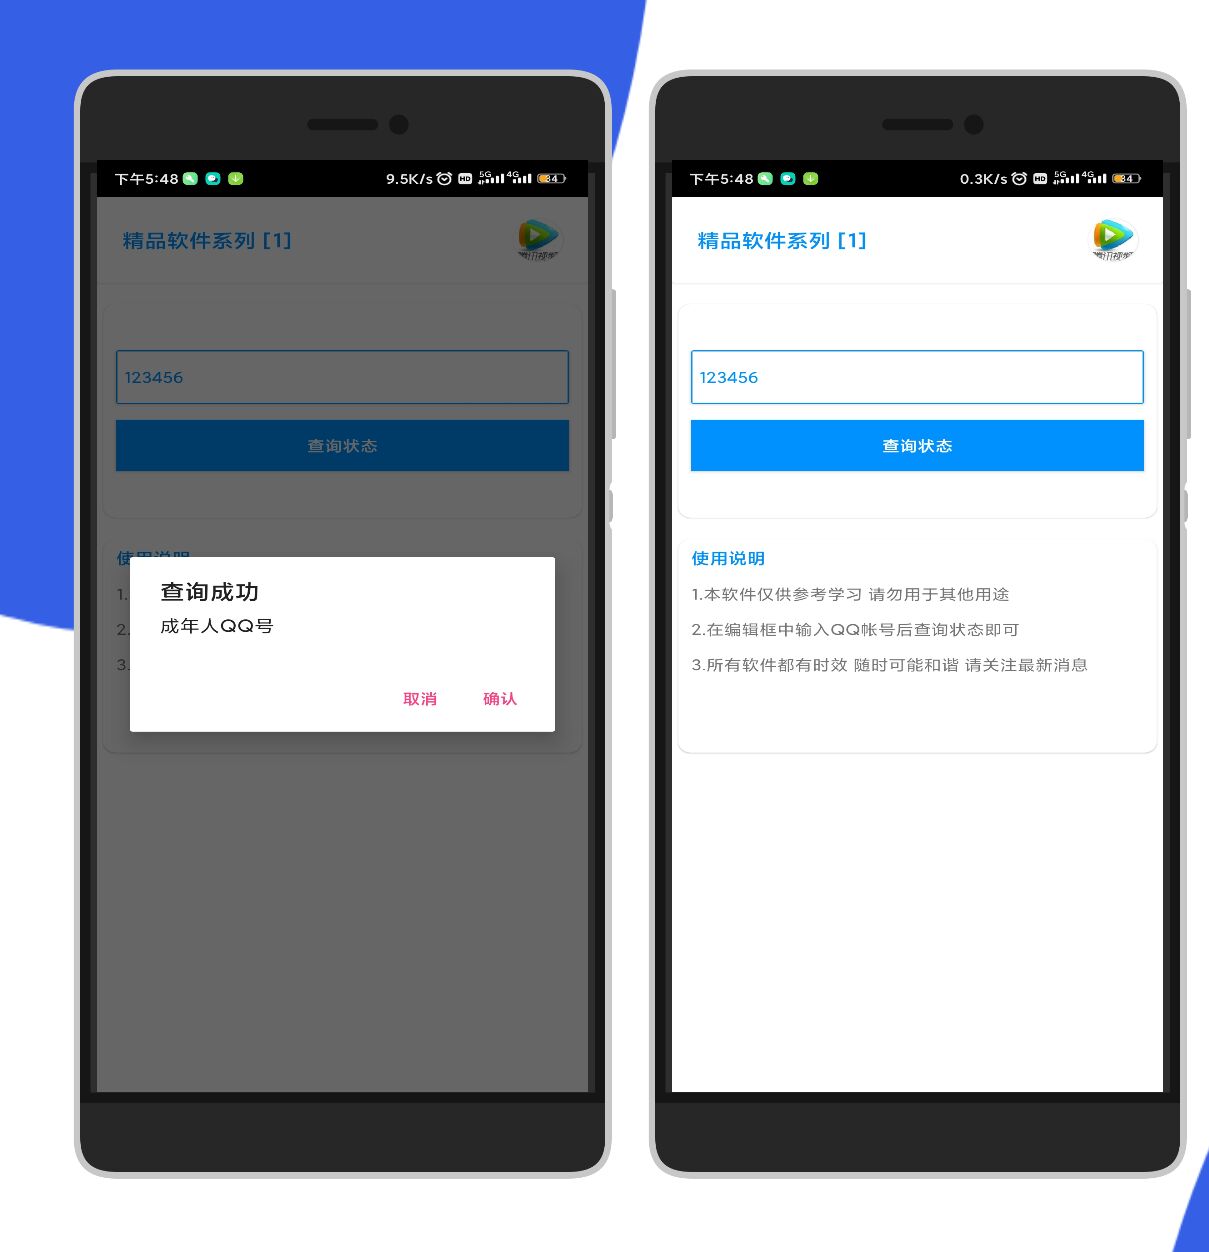 下午5:48
9.5K/s HD 5G 4G 34
精品软件系列 [1]
123456
查询状态
使用说明
1.
2.
3.
查询成功
成年人QQ号
取消 确认
下午5:48
0.3K/s HD 5G 4G 34
精品软件系列 [1]
123456
查询状态
使用说明
1.本软件仅供参考学习 请勿用于其他用途
2.在编辑框中输入QQ帐号后查询状态即可
3.所有软件都有时效 随时可能和谐 请关注最新消息